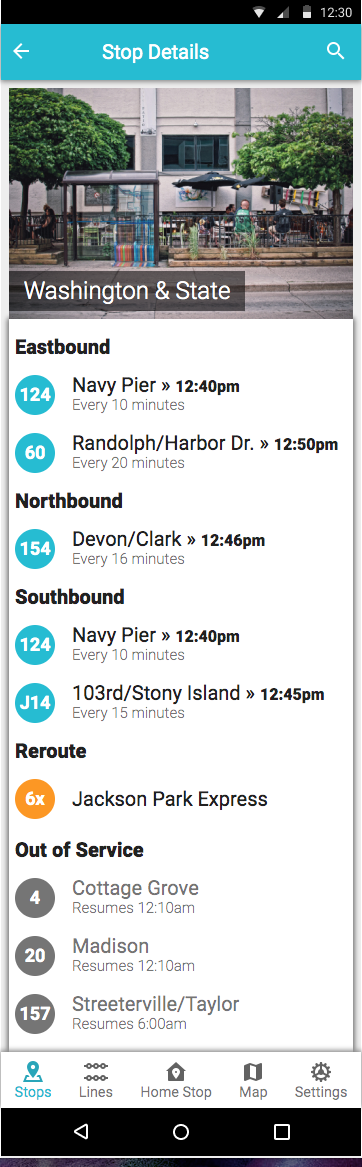 12:30
Stop Details
Washington & State
Eastbound
124 Navy Pier » 12:40pm
Every 10 minutes
60 Randolph/Harbor Dr. » 12:50pm
Every 20 minutes
Northbound
154 Devon/Clark » 12:46pm
Every 16 minutes
Southbound
124 Navy Pier » 12:40pm
Every 10 minutes
J14 103rd/Stony Island » 12:45pm
Every 15 minutes
Reroute
6x Jackson Park Express
Out of Service
4 Cottage Grove
Resumes 12:10am
20 Madison
Resumes 12:10am
157 Streeterville/Taylor
Resumes 6:00am
Stops Lines Home Stop Map Settings